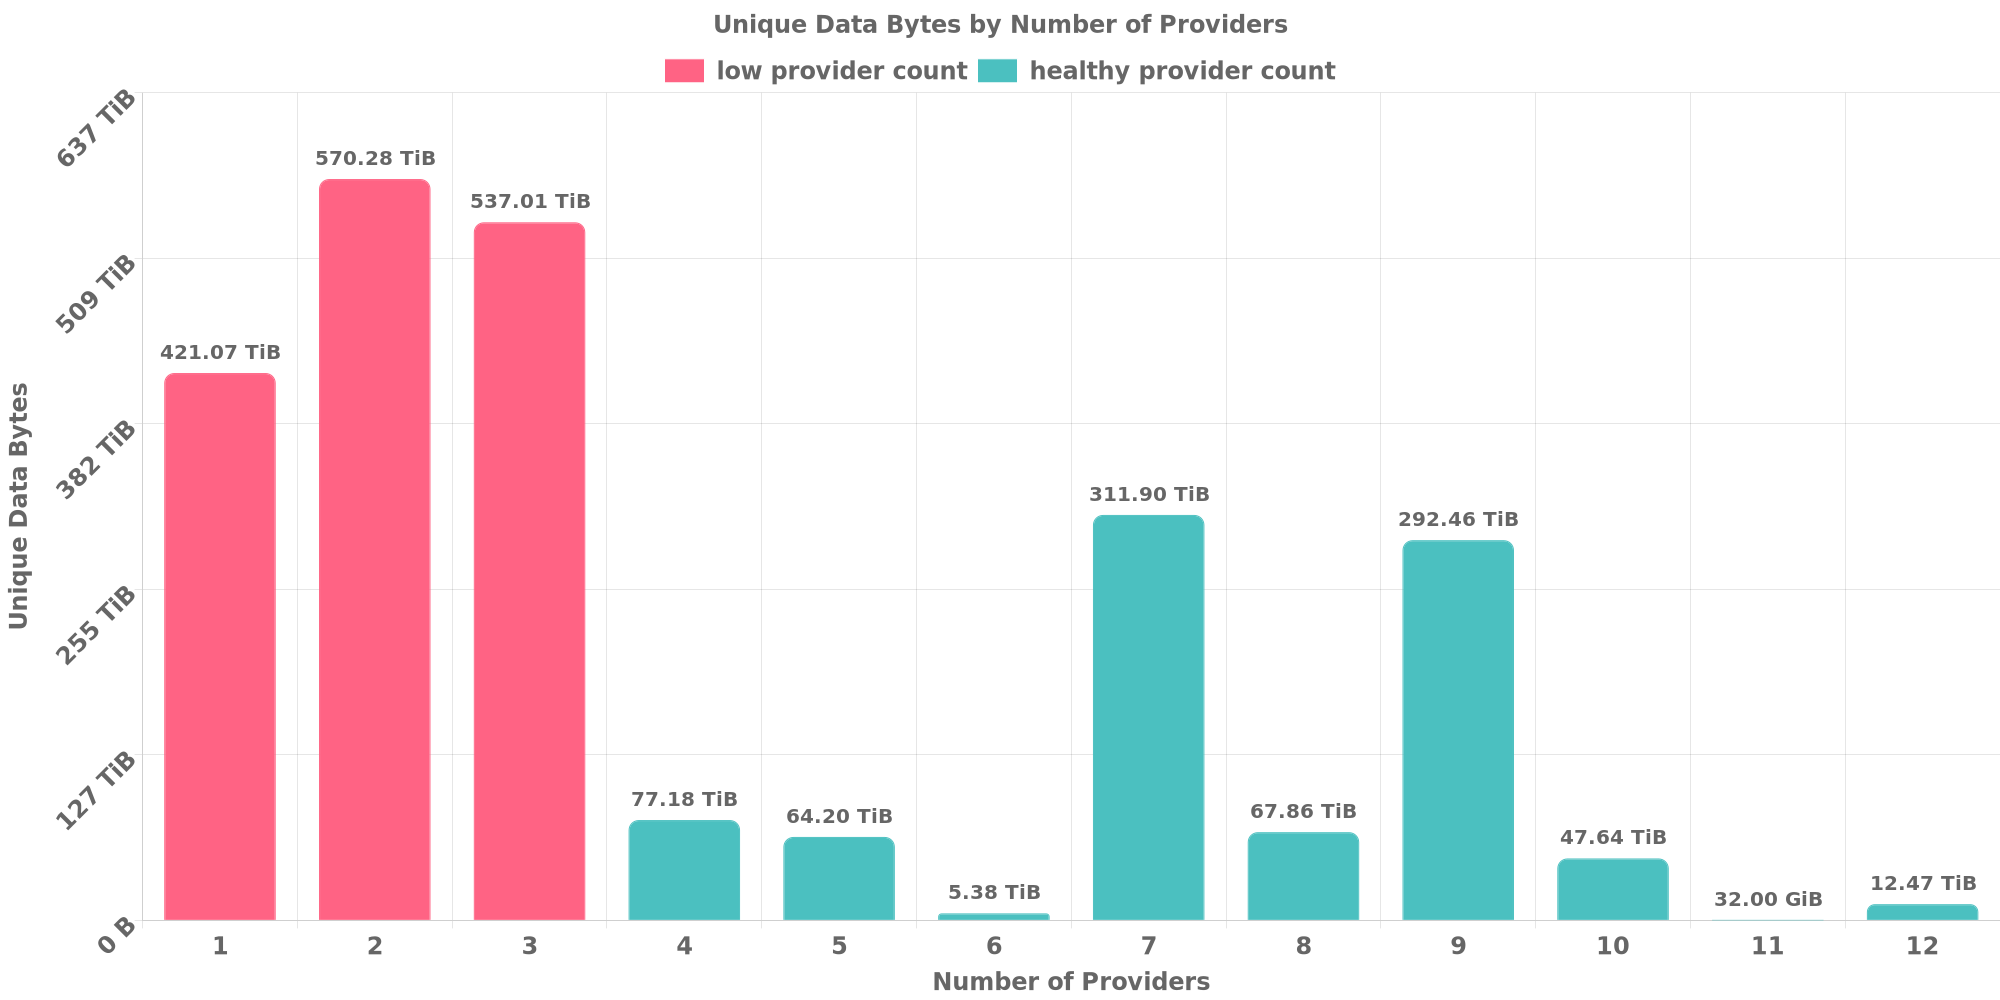 Unique Data Bytes by Number of Providers
low provider count healthy provider count
637 TiB
509 TiB
382 TiB
255 TiB
127 TiB
0 B
Unique Data Bytes
421.07 TiB
570.28 TiB
537.01 TiB
77.18 TiB
64.20 TiB
5.38 TiB
311.90 TiB
67.86 TiB
292.46 TiB
47.64 TiB
32.00 GiB
12.47 TiB
1 2 3 4 5 6 7 8 9 10 11 12
Number of Providers